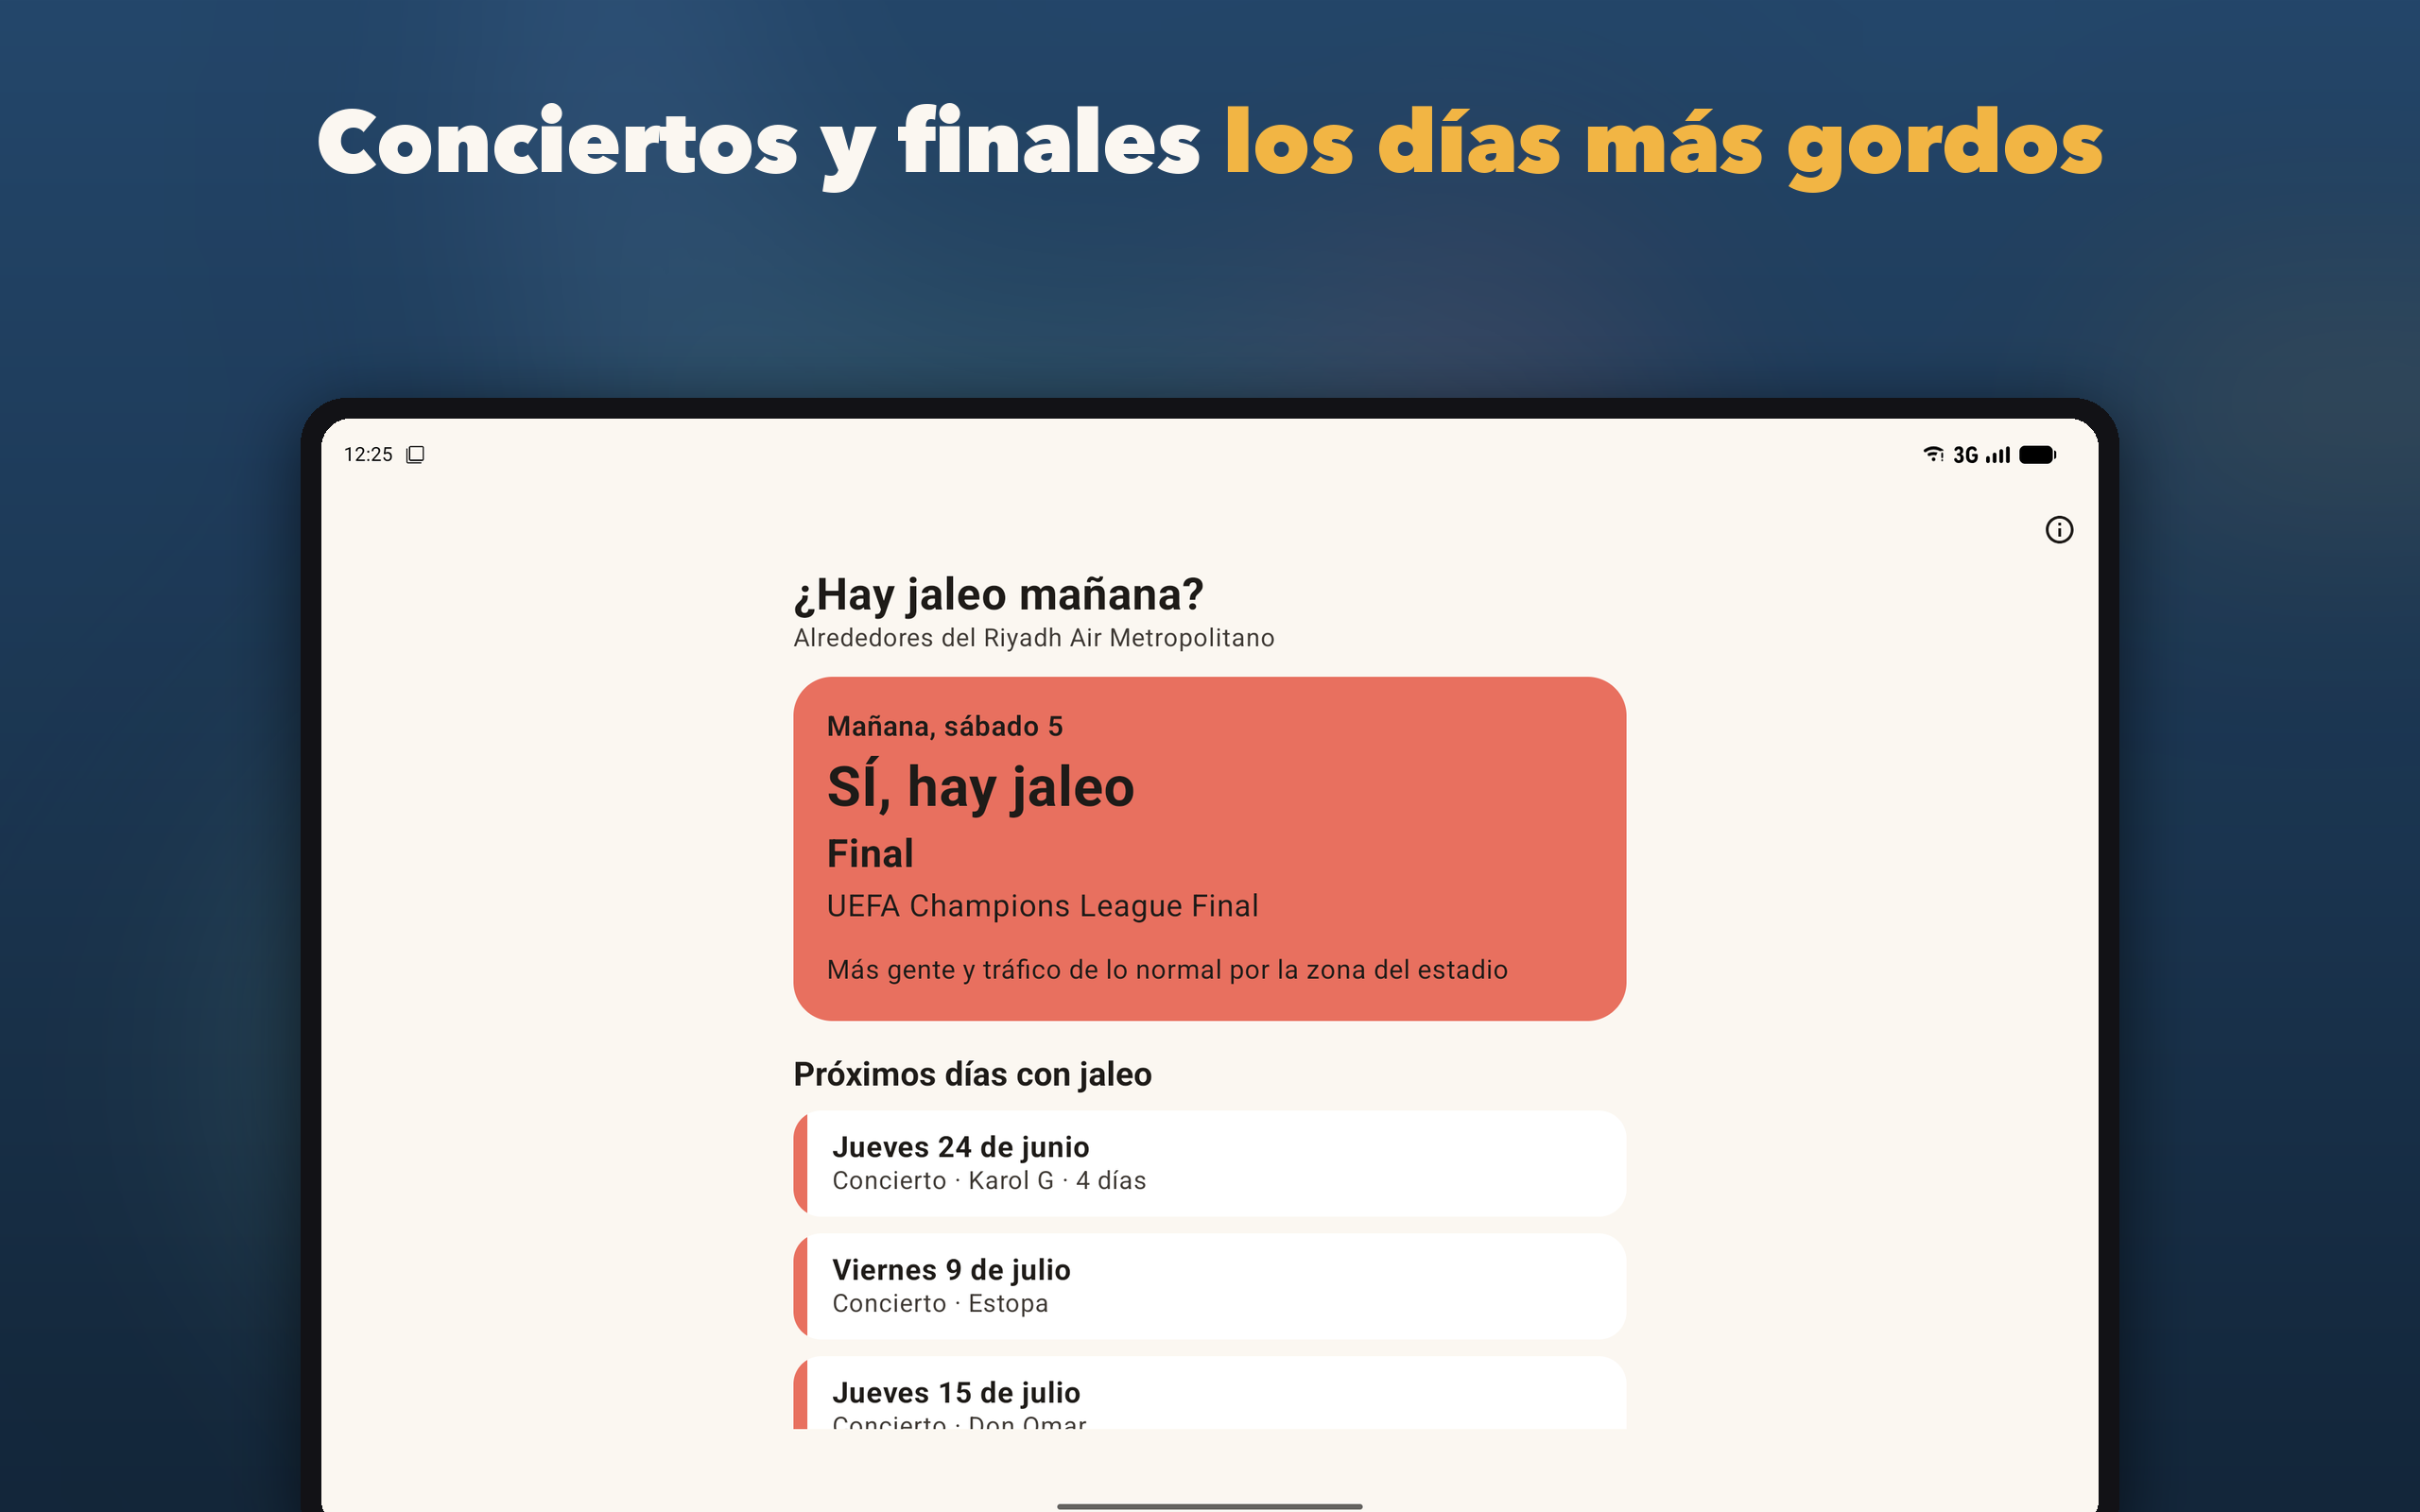 Conciertos y finales los días más gordos
12:25
3G
¿Hay jaleo mañana?
Alrededores del Riyadh Air Metropolitano
Mañana, sábado 5
SÍ, hay jaleo
Final
UEFA Champions League Final
Más gente y tráfico de lo normal por la zona del estadio
Próximos días con jaleo
Jueves 24 de junio
Concierto · Karol G · 4 días
Viernes 9 de julio
Concierto · Estopa
Jueves 15 de julio
Concierto · Don Omar